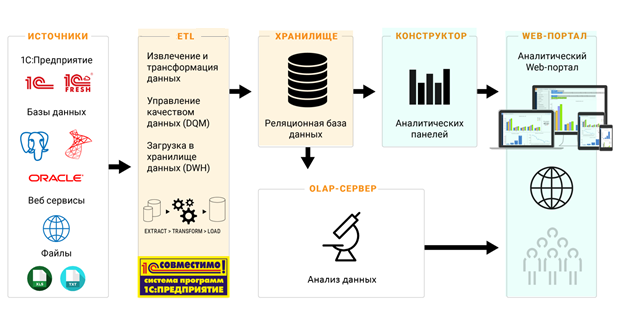 ИСТОЧНИКИ
1С:Предприятие
1С
1С
FRESH
Базы данных
ORACLE
Веб сервисы
Файлы
XLS
TXT
ETL
Извлечение и
трансформация
данных
Управление
качеством
данных (DQM)
Загрузка в
хранилище
данных (DWH)
EXTRACT > TRANSFORM > LOAD
1С СОВМЕСТИМО!
система программ
1С:ПРЕДПРИЯТИЕ
ХРАНИЛИЩЕ
Реляционная база
данных
OLAP-СЕРВЕР
Анализ данных
КОНСТРУКТОР
Аналитических
панелей
WEB-ПОРТАЛ
Аналитический
Web-портал